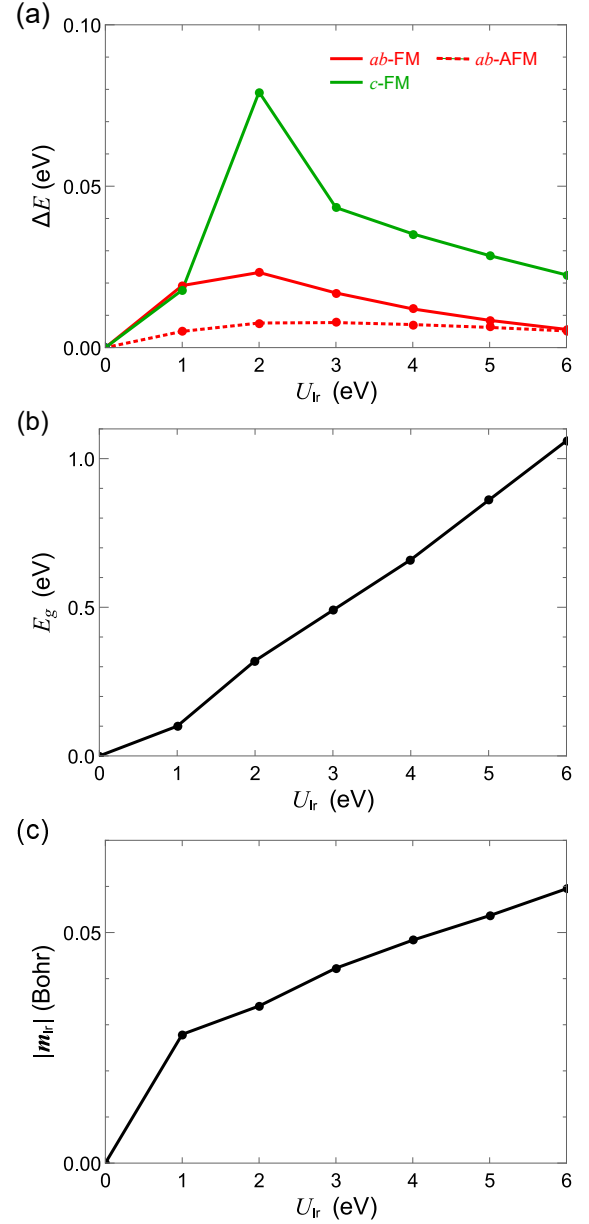 (a)
0.10
ab-FM ab-AFM
c-FM
ΔE (eV)
0.05
0.00
0 1 2 3 4 5 6
U_Ir (eV)
(b)
1.0
E_g (eV)
0.5
0.0
0 1 2 3 4 5 6
U_Ir (eV)
(c)
0.05
|m_Ir| (Bohr)
0.00
0 1 2 3 4 5 6
U_Ir (eV)